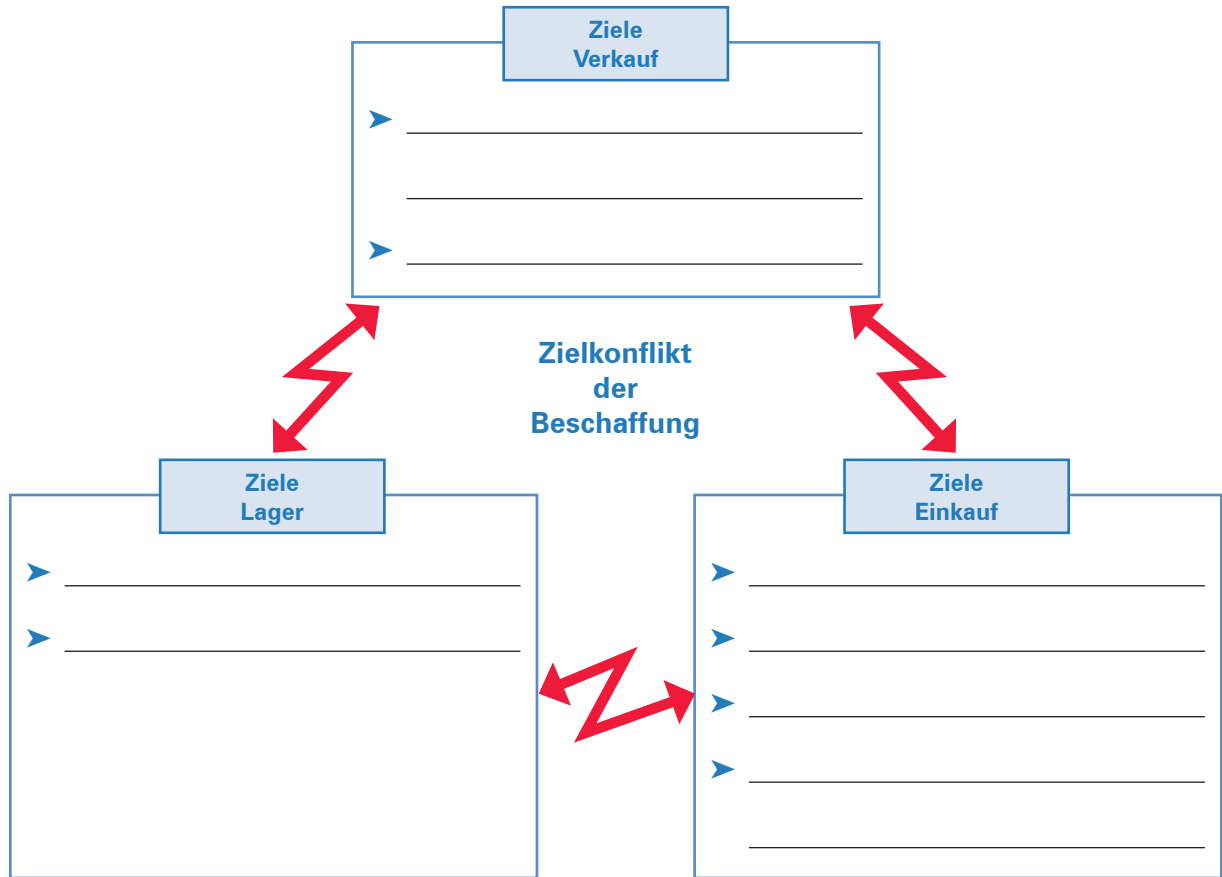 Ziele
Verkauf
Zielkonflikt
der
Beschaffung
Ziele
Lager
Ziele
Einkauf